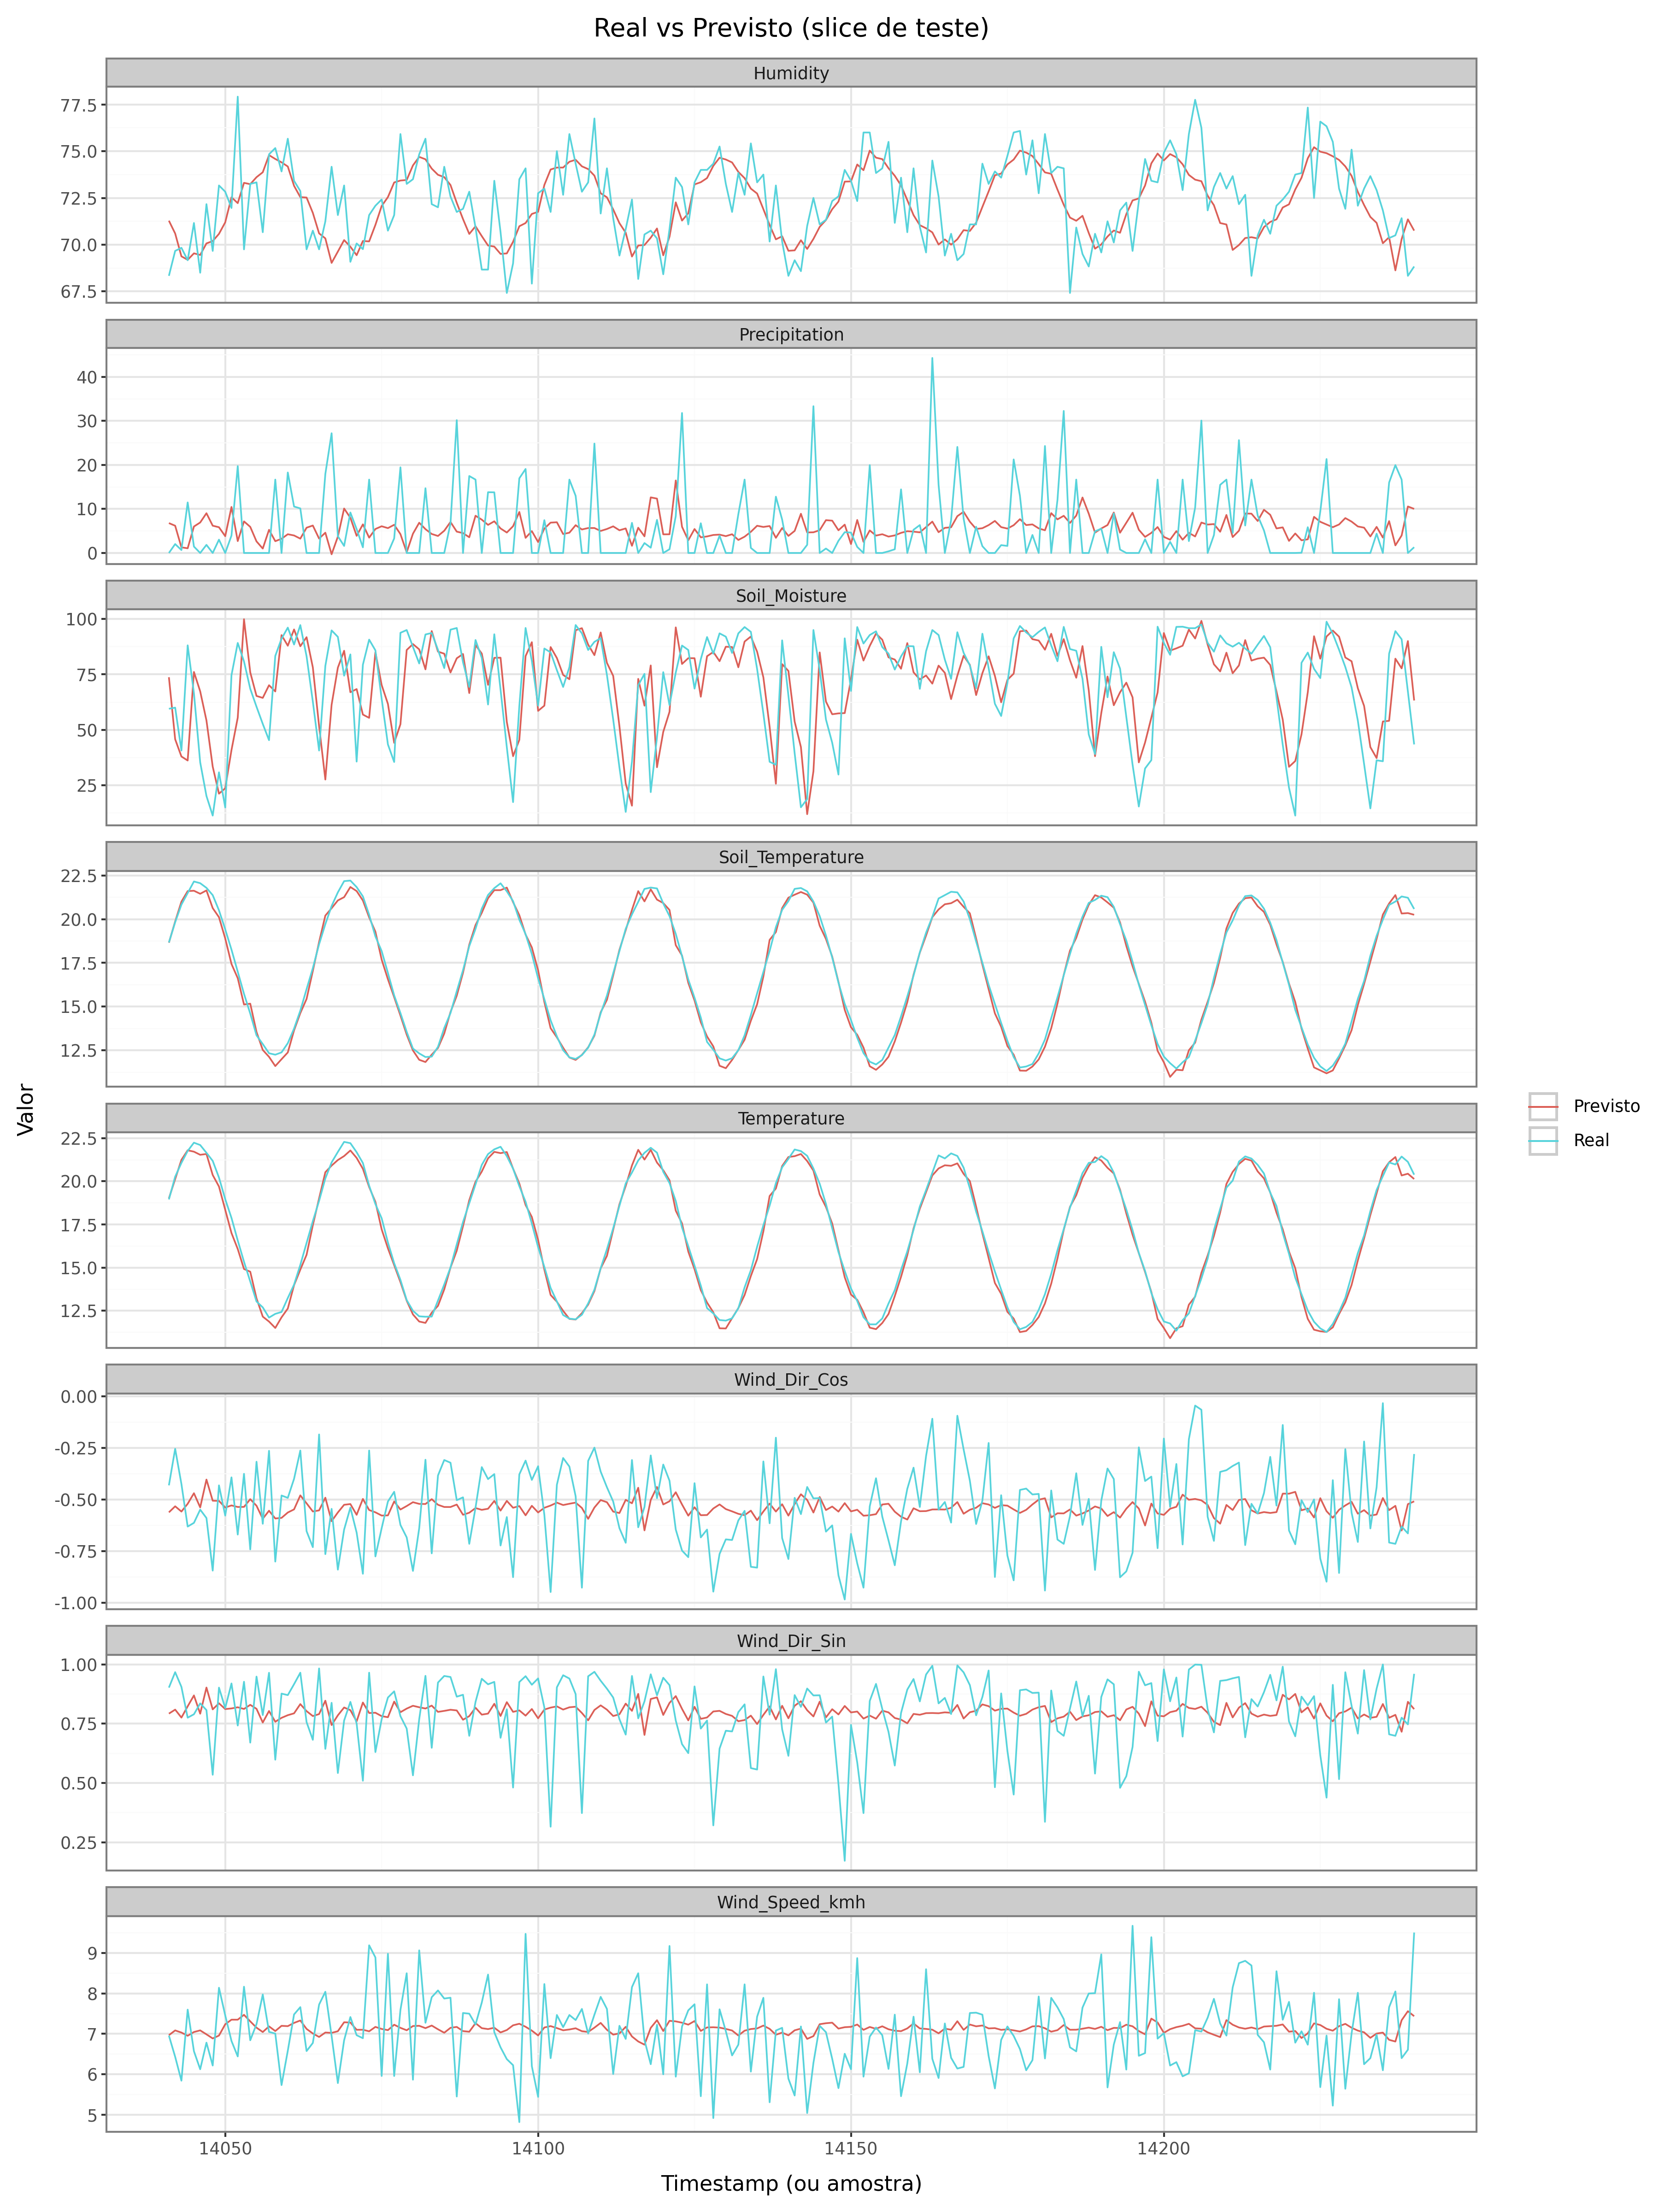 Real vs Previsto (slice de teste)
Humidity
77.5
75.0
72.5
70.0
67.5
Precipitation
40
30
20
10
0
Soil_Moisture
100
75
50
25
Soil_Temperature
22.5
20.0
17.5
15.0
12.5
Temperature
22.5
20.0
17.5
15.0
12.5
Wind_Dir_Cos
0.00
-0.25
-0.50
-0.75
-1.00
Wind_Dir_Sin
1.00
0.75
0.50
0.25
Wind_Speed_kmh
9
8
7
6
5
14050 14100 14150 14200
Timestamp (ou amostra)
Valor
Previsto
Real